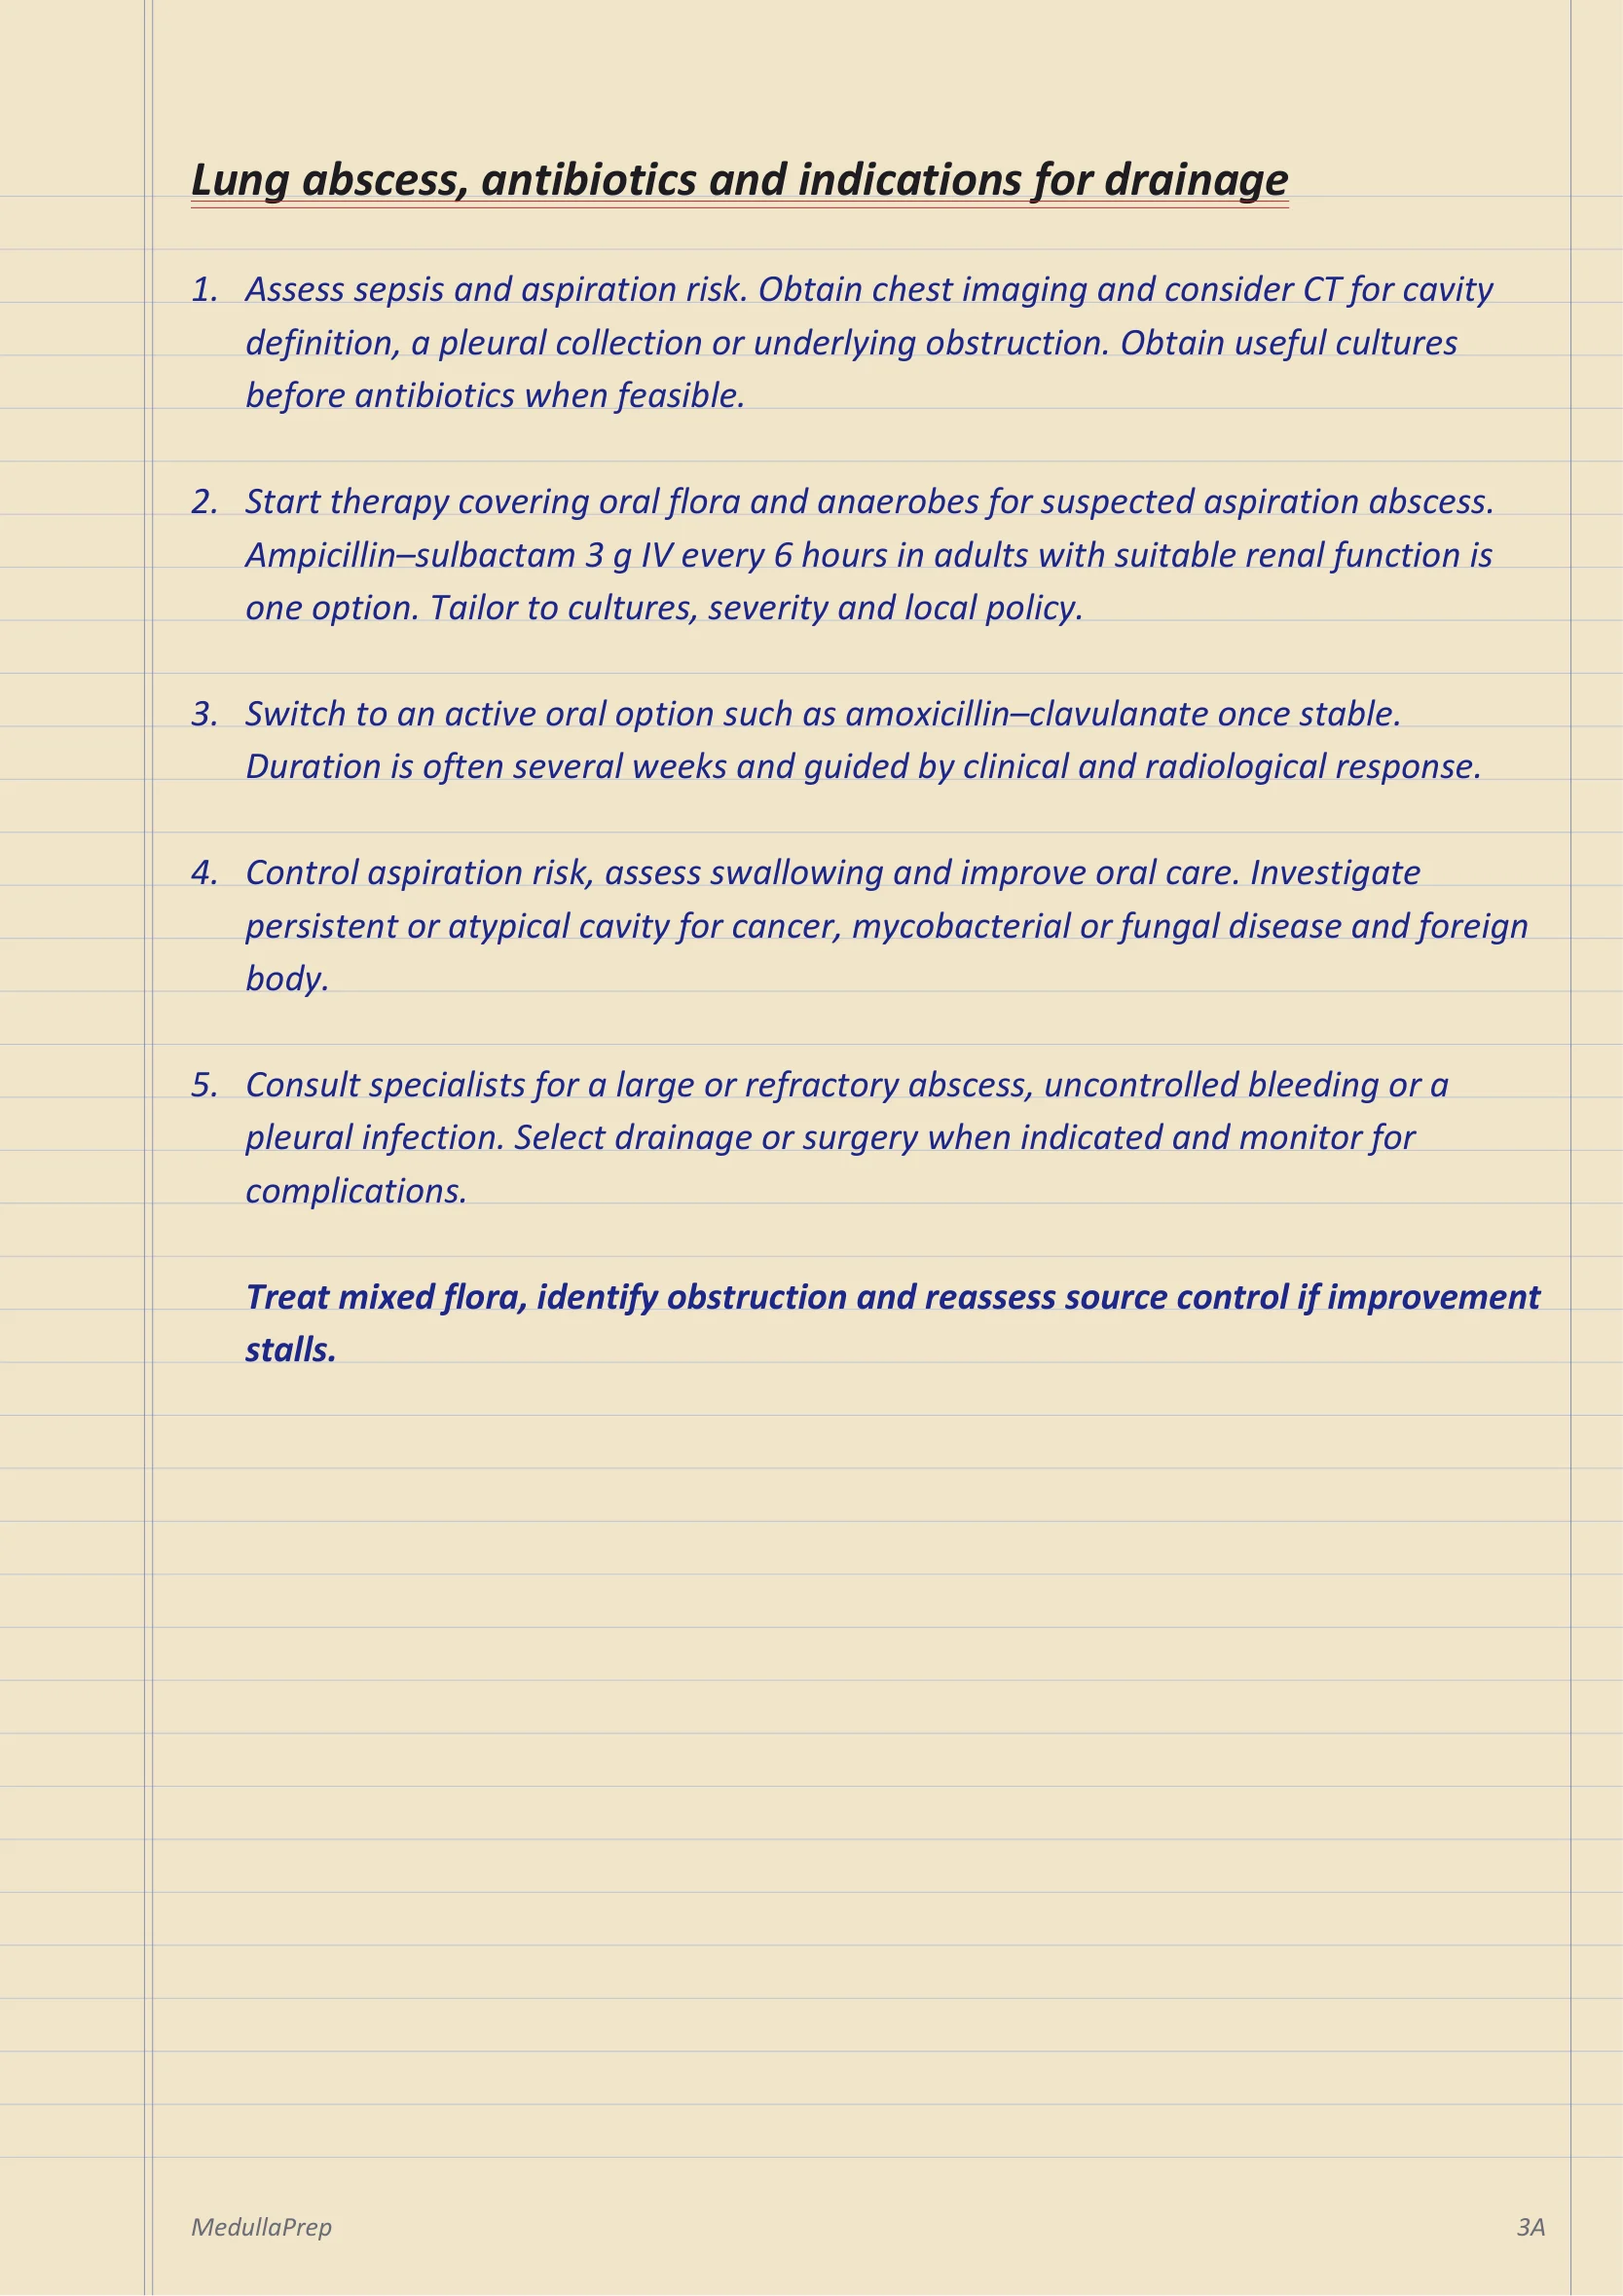 Lung abscess, antibiotics and indications for drainage
1. Assess sepsis and aspiration risk. Obtain chest imaging and consider CT for cavity
definition, a pleural collection or underlying obstruction. Obtain useful cultures
before antibiotics when feasible.
2. Start therapy covering oral flora and anaerobes for suspected aspiration abscess.
Ampicillin–sulbactam 3 g IV every 6 hours in adults with suitable renal function is
one option. Tailor to cultures, severity and local policy.
3. Switch to an active oral option such as amoxicillin–clavulanate once stable.
Duration is often several weeks and guided by clinical and radiological response.
4. Control aspiration risk, assess swallowing and improve oral care. Investigate
persistent or atypical cavity for cancer, mycobacterial or fungal disease and foreign
body.
5. Consult specialists for a large or refractory abscess, uncontrolled bleeding or a
pleural infection. Select drainage or surgery when indicated and monitor for
complications.
Treat mixed flora, identify obstruction and reassess source control if improvement
stalls.
MedullaPrep
3A